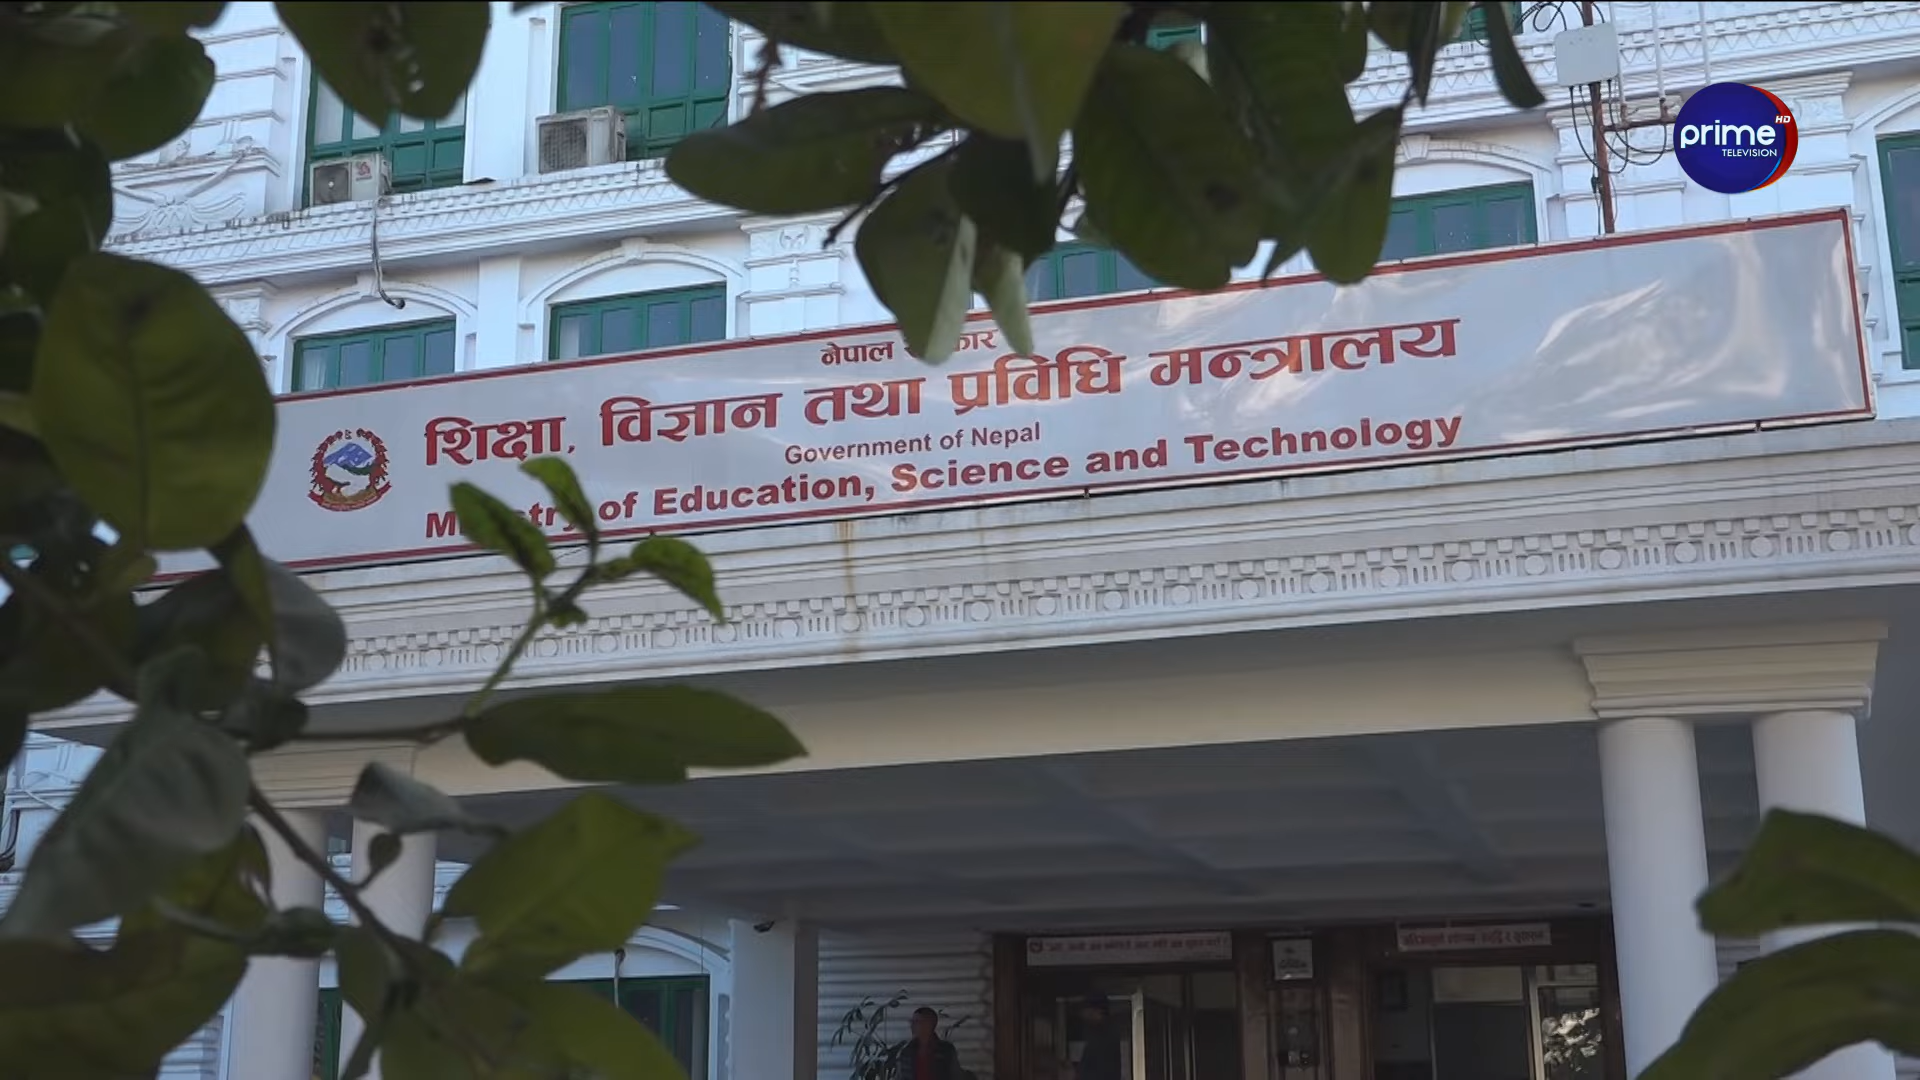 prime HD
TELEVISION
नेपाल
शिक्षा, विज्ञान तथा प्रविधि मन्त्रालय
Government of Nepal
of Education, Science and Technology